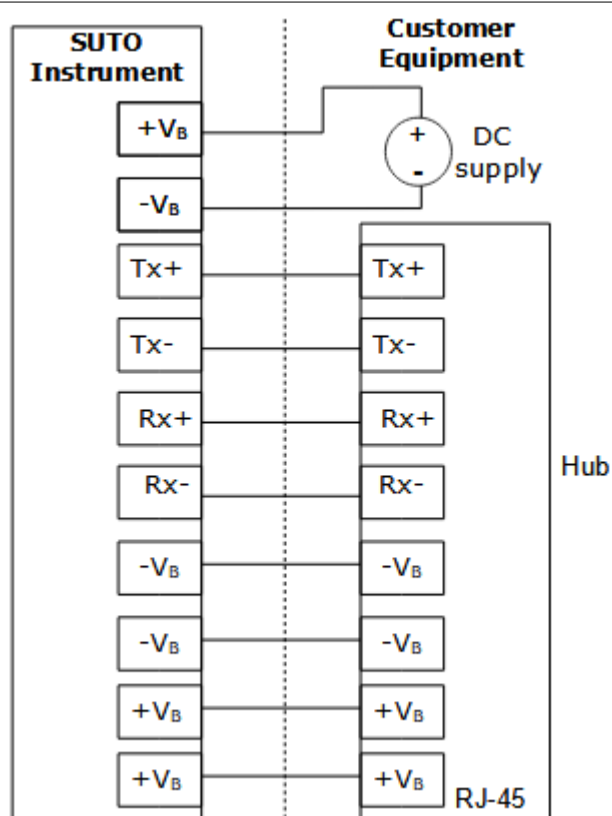 SUTO
Instrument
Customer
Equipment
+VB
+
-
DC
supply
-VB
Tx+
Tx+
Tx-
Tx-
Rx+
Rx+
Rx-
Rx-
Hub
-VB
-VB
-VB
-VB
+VB
+VB
+VB
+VB
RJ-45